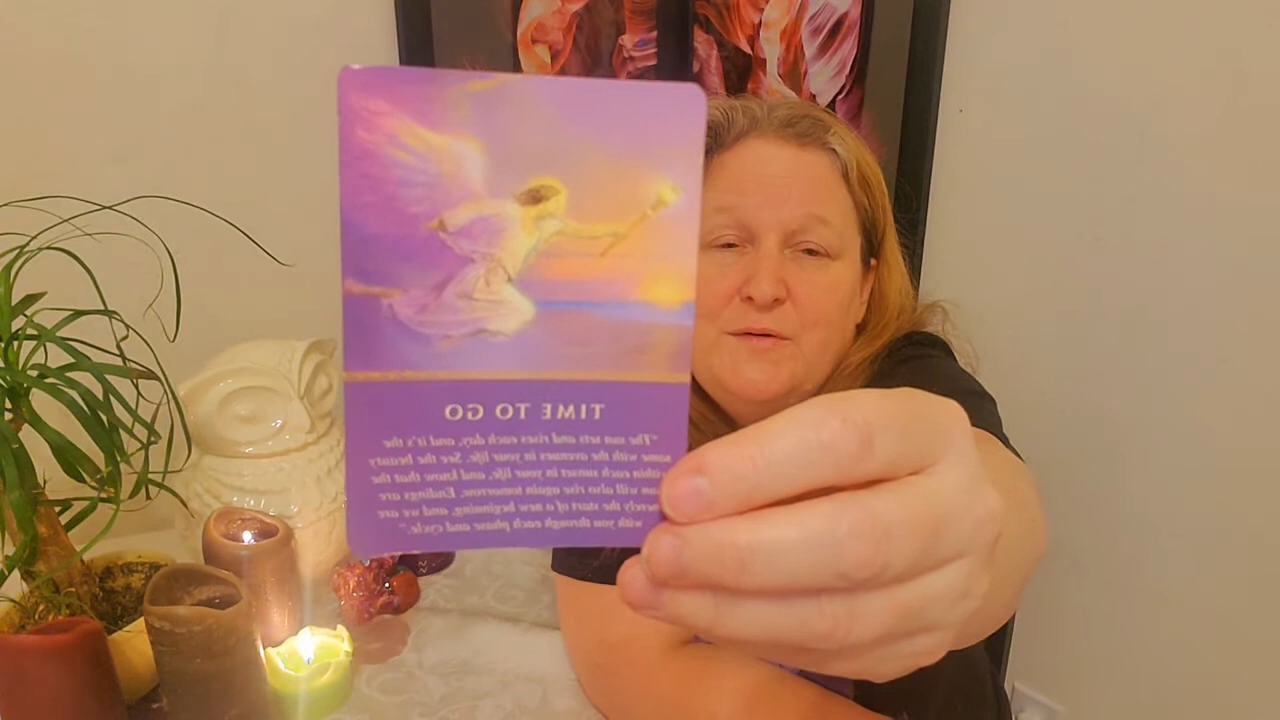 TIME TO GO
"The sun sets and rises each day, and it's the
same with the avenues in your life. See the beauty
within each sunset in your life, and know that the
sun will also rise again tomorrow. Endings are
merely the start of a new beginning, and we are
with you through each phase and cycle."